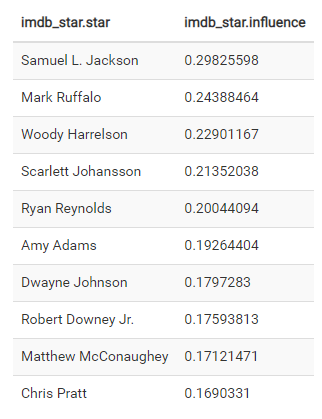 imdb_star.star imdb_star.influence
Samuel L. Jackson 0.29825598
Mark Ruffalo 0.24388464
Woody Harrelson 0.22901167
Scarlett Johansson 0.21352038
Ryan Reynolds 0.20044094
Amy Adams 0.19264404
Dwayne Johnson 0.1797283
Robert Downey Jr. 0.17593813
Matthew McConaughey 0.17121471
Chris Pratt 0.1690331